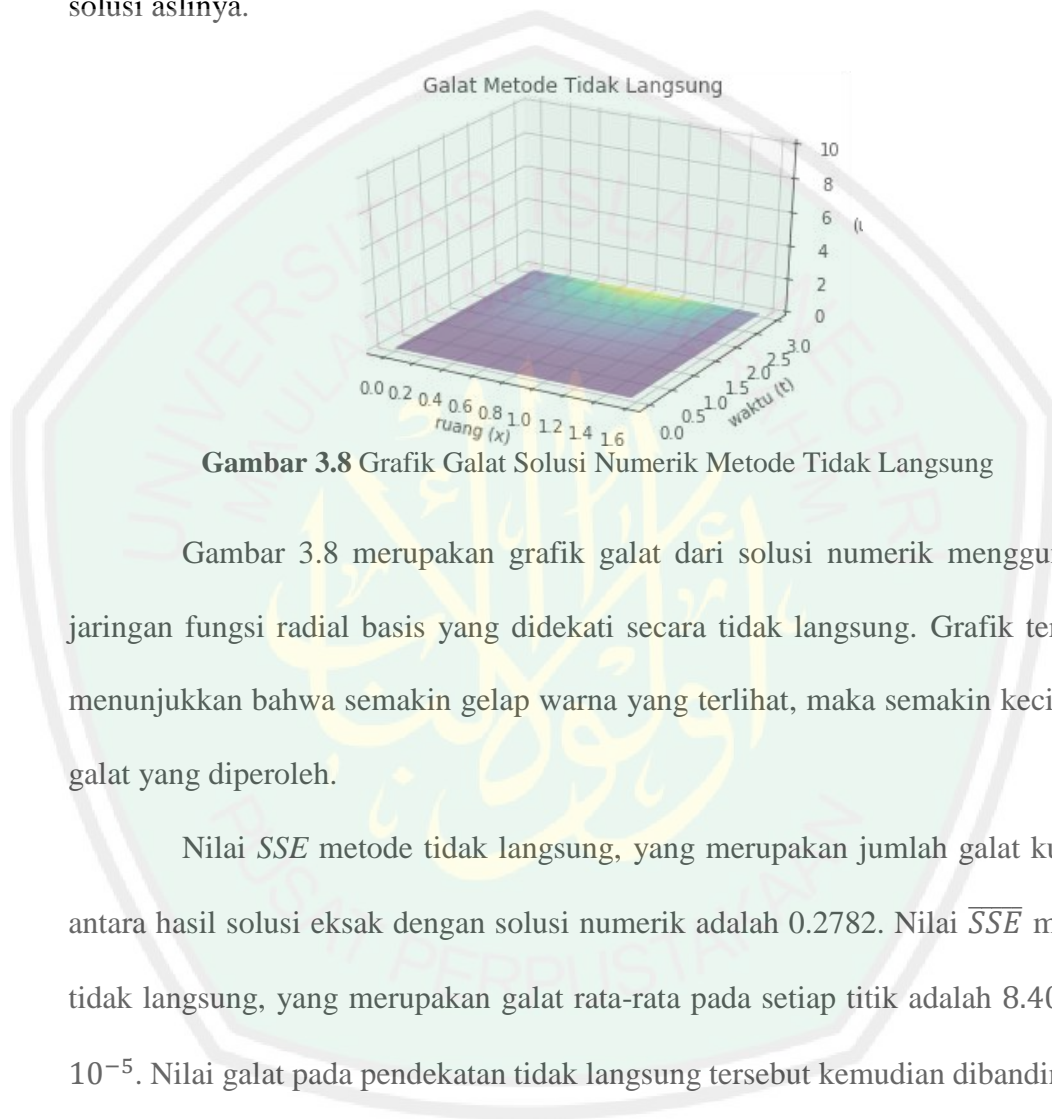 solusi aslinya.
Galat Metode Tidak Langsung
10
8
6
4
2
0
(u
3.0
2.5
2.0
1.5
1.0
0.5
0.0
waktu (t)
0.0 0.2 0.4 0.6 0.8 1.0 1.2 1.4 1.6
ruang (x)
Gambar 3.8 Grafik Galat Solusi Numerik Metode Tidak Langsung
Gambar 3.8 merupakan grafik galat dari solusi numerik menggu
jaringan fungsi radial basis yang didekati secara tidak langsung. Grafik te
menunjukkan bahwa semakin gelap warna yang terlihat, maka semakin keci
galat yang diperoleh.
Nilai SSE metode tidak langsung, yang merupakan jumlah galat ku
antara hasil solusi eksak dengan solusi numerik adalah 0.2782. Nilai S̅S̅E̅ m
tidak langsung, yang merupakan galat rata-rata pada setiap titik adalah 8.40
10⁻⁵. Nilai galat pada pendekatan tidak langsung tersebut kemudian dibandi
UNIVERSITAS ISLAM NEGERI
PUSAT PERPUSTAKAAN